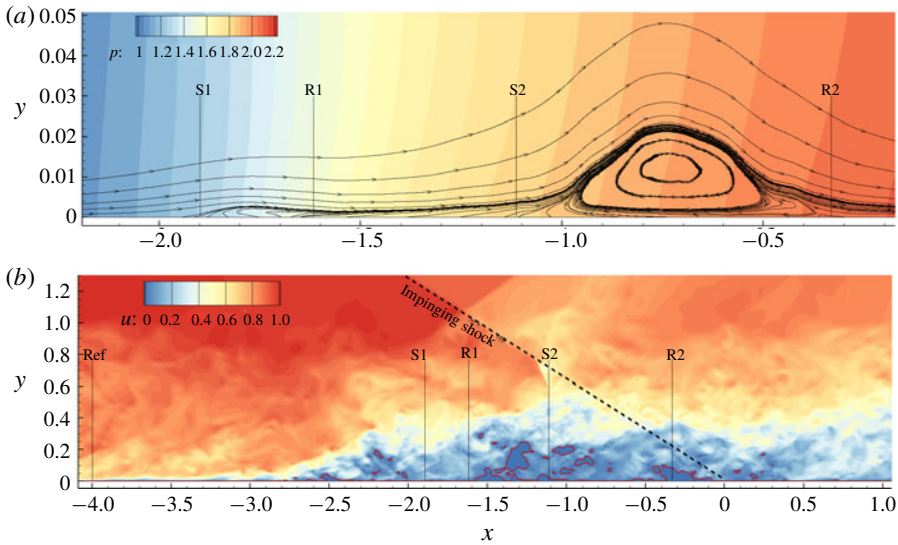 (a)
0.05
0.04
0.03
0.02
0.01
0
y
p: 1 1.2 1.4 1.6 1.8 2.0 2.2
S1 R1 S2 R2
−2.0 −1.5 −1.0 −0.5
(b)
1.2
1.0
0.8
0.6
0.4
0.2
0
y
u: 0 0.2 0.4 0.6 0.8 1.0
Impinging shock
Ref S1 R1 S2 R2
−4.0 −3.5 −3.0 −2.5 −2.0 −1.5 −1.0 −0.5 0 0.5 1.0
x